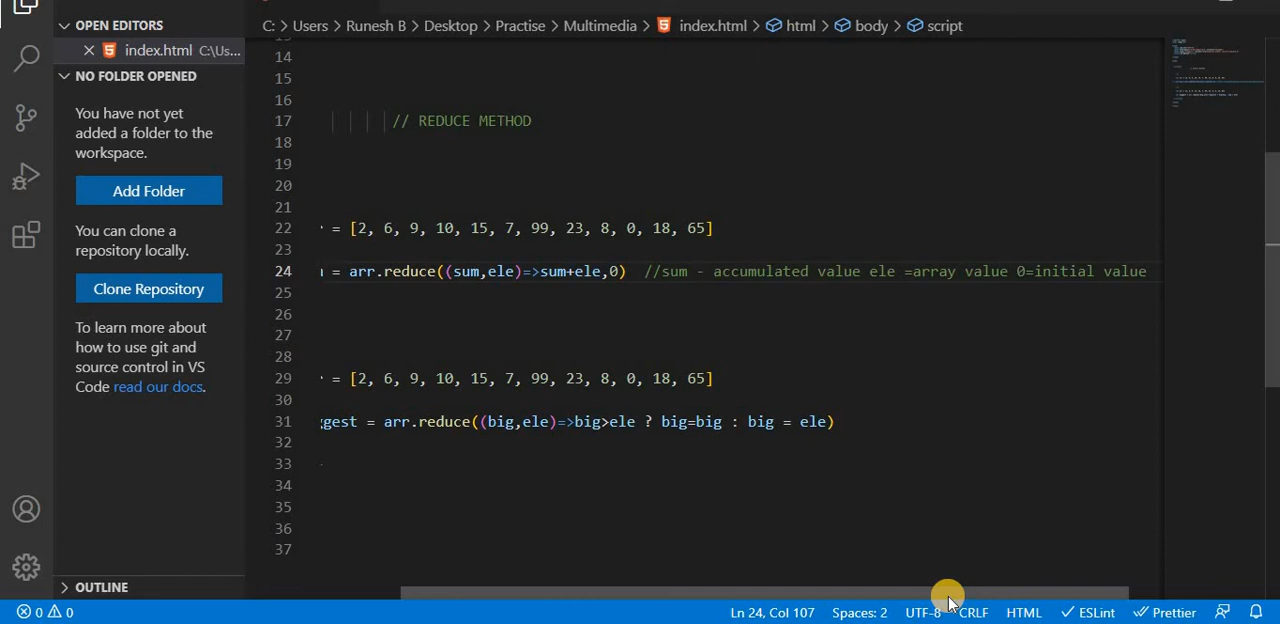 OPEN EDITORS
index.html C:\Us...
NO FOLDER OPENED
You have not yet
added a folder to the
workspace.
Add Folder
You can clone a
repository locally.
Clone Repository
To learn more about
how to use git and
source control in VS
Code read our docs.
OUTLINE
C: > Users > Runesh B > Desktop > Practise > Multimedia > index.html > html > body > script
14
15
16
17 // REDUCE METHOD
18
19
20
21
22 = [2, 6, 9, 10, 15, 7, 99, 23, 8, 0, 18, 65]
23
24 = arr.reduce((sum,ele)=>sum+ele,0) //sum - accumulated value ele =array value 0=initial value
25
26
27
28
29 = [2, 6, 9, 10, 15, 7, 99, 23, 8, 0, 18, 65]
30
31 ggest = arr.reduce((big,ele)=>big>ele ? big=big : big = ele)
32
33
34
35
36
37
0 0 Ln 24, Col 107 Spaces: 2 UTF-8 CRLF HTML ESLint Prettier